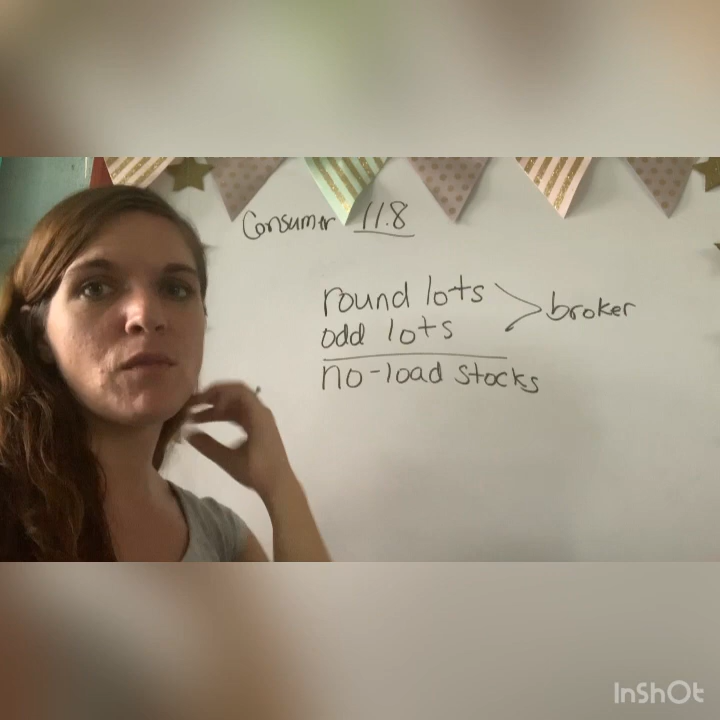 Consumer 11.8
round lots
odd lots
broker
no-load stocks
InShOt